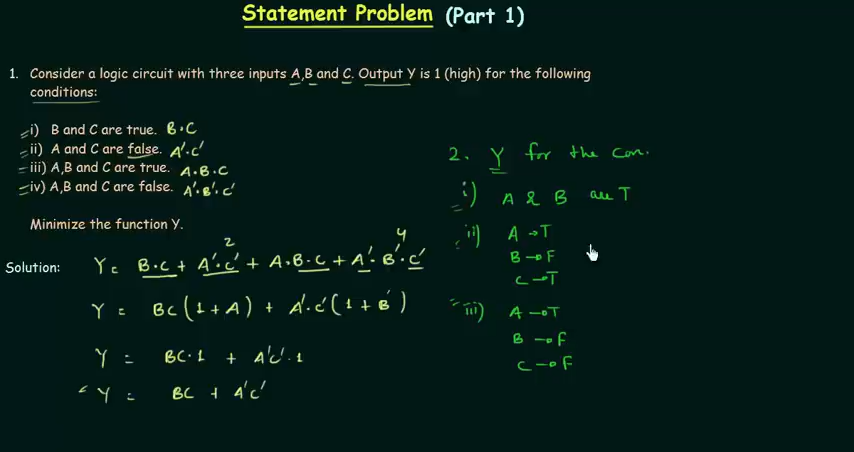 Statement Problem (Part 1)
1. Consider a logic circuit with three inputs A,B and C. Output Y is 1 (high) for the following
conditions:
i) B and C are true. B·C
ii) A and C are false. A'·C'
iii) A,B and C are true. A·B·C
iv) A,B and C are false. A'·B'·C'
Minimize the function Y.
2 4
Solution: Y = B·C + A'·C' + A·B·C + A'·B'·C'
Y = BC(1+A) + A'·C'(1+B')
Y = BC·1 + A'C'·1
Y = BC + A'C'
2. Y for the con.
i) A & B are T
ii) A→T
B→F
C→T
iii) A→T
B→F
C→F